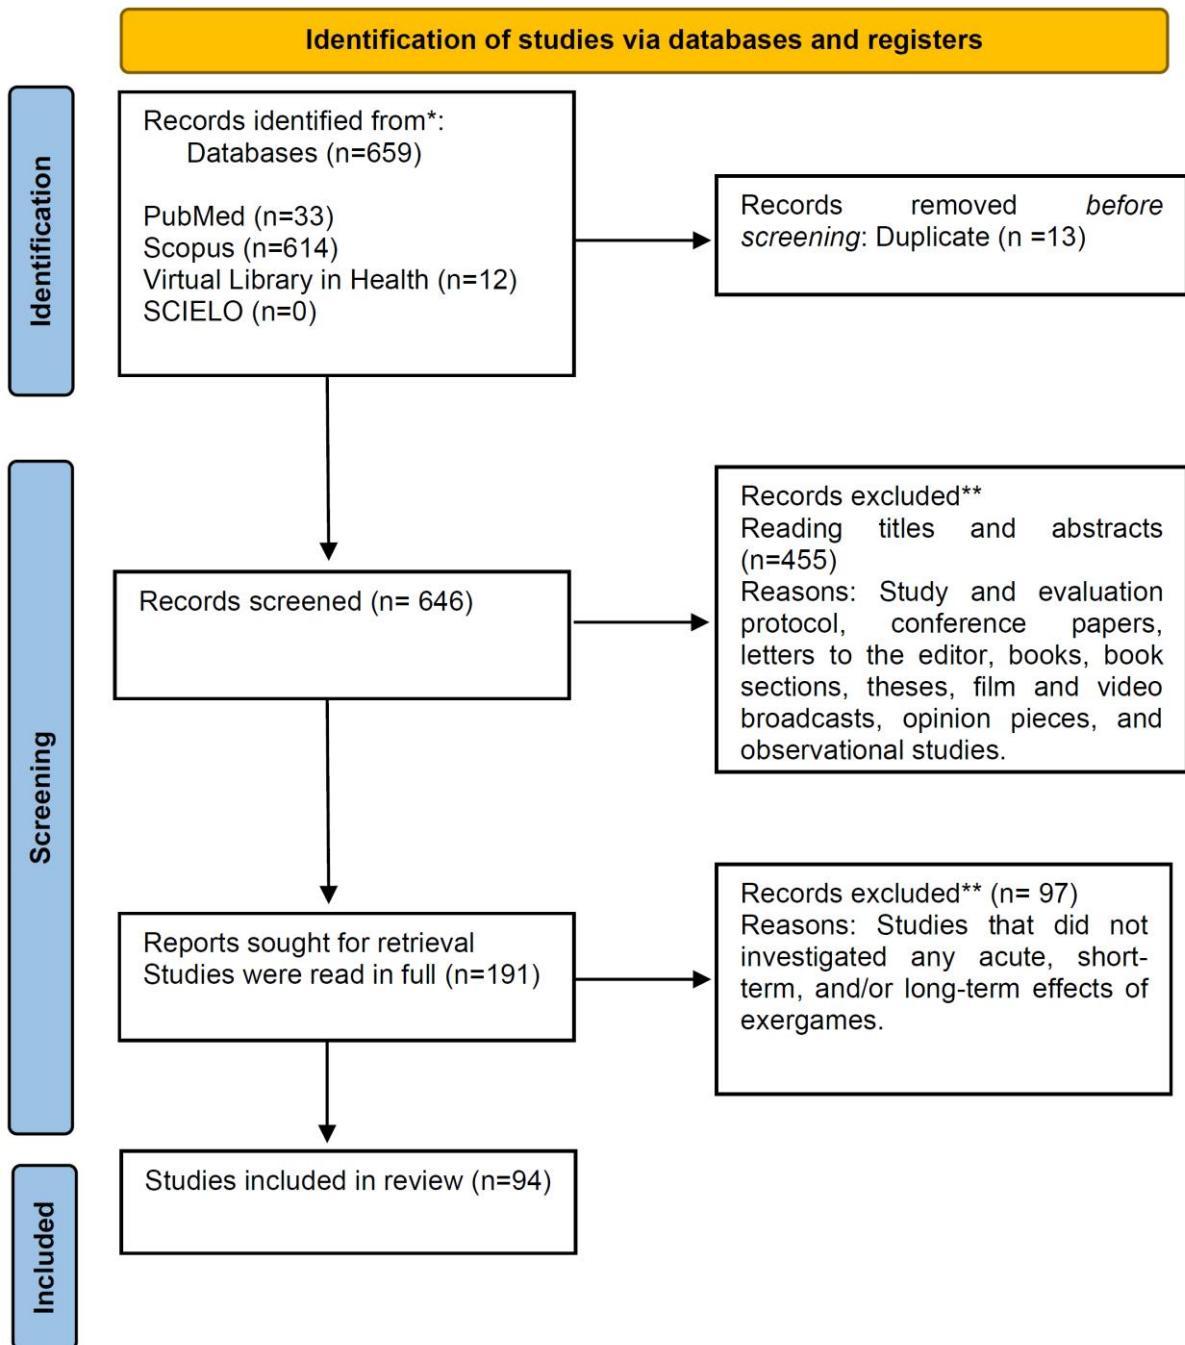 Identification of studies via databases and registers
Identification
Records identified from*:
Databases (n=659)
PubMed (n=33)
Scopus (n=614)
Virtual Library in Health (n=12)
SCIELO (n=0)
Records removed before
screening: Duplicate (n =13)
Screening
Records screened (n= 646)
Records excluded**
Reading titles and abstracts
(n=455)
Reasons: Study and evaluation
protocol, conference papers,
letters to the editor, books, book
sections, theses, film and video
broadcasts, opinion pieces, and
observational studies.
Reports sought for retrieval
Studies were read in full (n=191)
Records excluded** (n= 97)
Reasons: Studies that did not
investigated any acute, short-
term, and/or long-term effects of
exergames.
Included
Studies included in review (n=94)